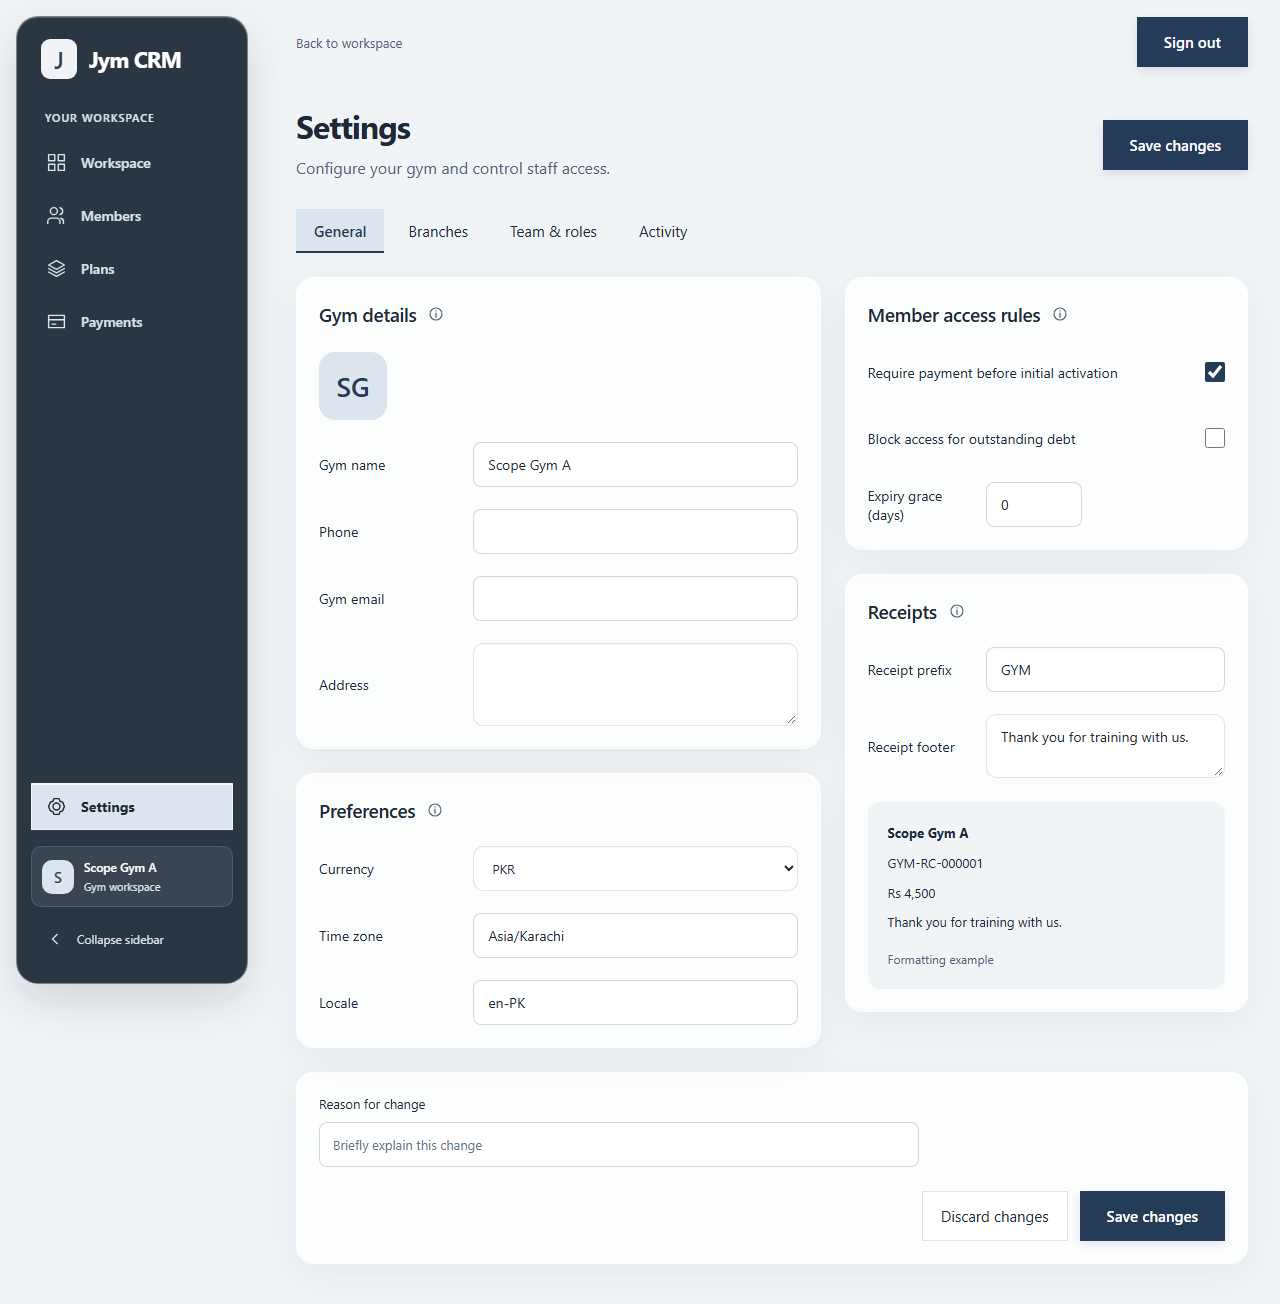 J
Jym CRM
YOUR WORKSPACE
Workspace
Members
Plans
Payments
Settings
S
Scope Gym A
Gym workspace
Collapse sidebar
Back to workspace
Sign out
Settings
Configure your gym and control staff access.
Save changes
General
Branches
Team & roles
Activity
Gym details
SG
Gym name
Scope Gym A
Phone
Gym email
Address
Preferences
Currency
PKR
Time zone
Asia/Karachi
Locale
en-PK
Member access rules
Require payment before initial activation
Block access for outstanding debt
Expiry grace
(days)
0
Receipts
Receipt prefix
GYM
Receipt footer
Thank you for training with us.
Scope Gym A
GYM-RC-000001
Rs 4,500
Thank you for training with us.
Formatting example
Reason for change
Briefly explain this change
Discard changes
Save changes